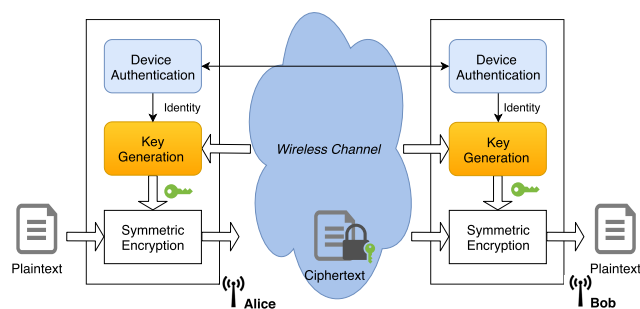 Device
Authentication
Identity
Key
Generation
Symmetric
Encryption
Plaintext
Alice
Wireless Channel
Ciphertext
Device
Authentication
Identity
Key
Generation
Symmetric
Encryption
Plaintext
Bob